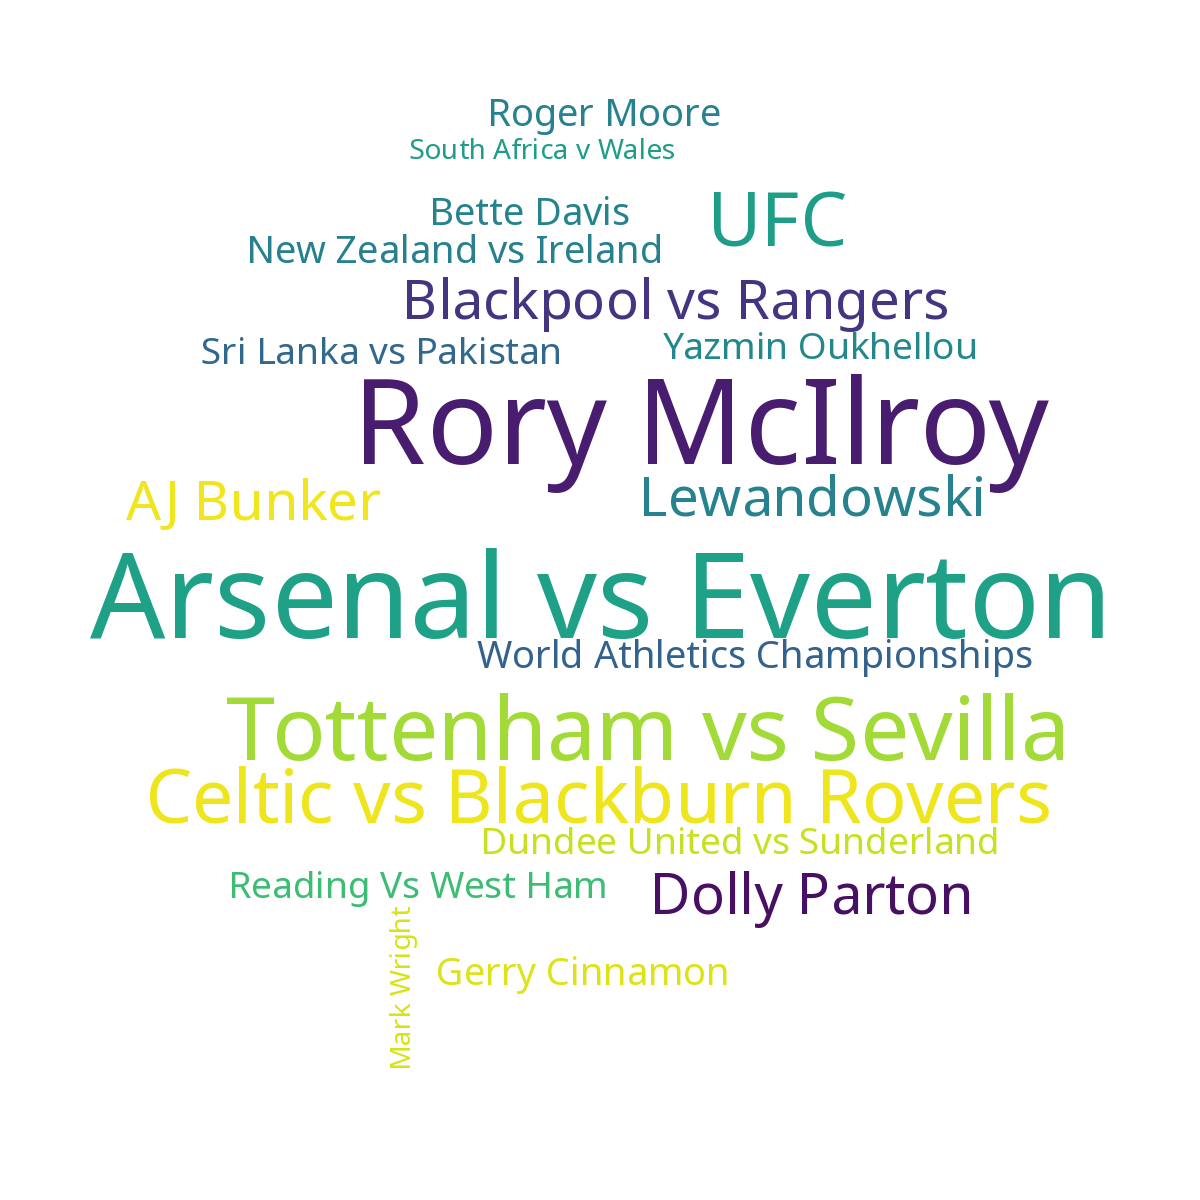 Roger Moore
South Africa v Wales
Bette Davis
UFC
New Zealand vs Ireland
Blackpool vs Rangers
Sri Lanka vs Pakistan
Yazmin Oukhellou
Rory McIlroy
AJ Bunker
Lewandowski
Arsenal vs Everton
World Athletics Championships
Tottenham vs Sevilla
Celtic vs Blackburn Rovers
Dundee United vs Sunderland
Reading Vs West Ham
Dolly Parton
Mark Wright
Gerry Cinnamon